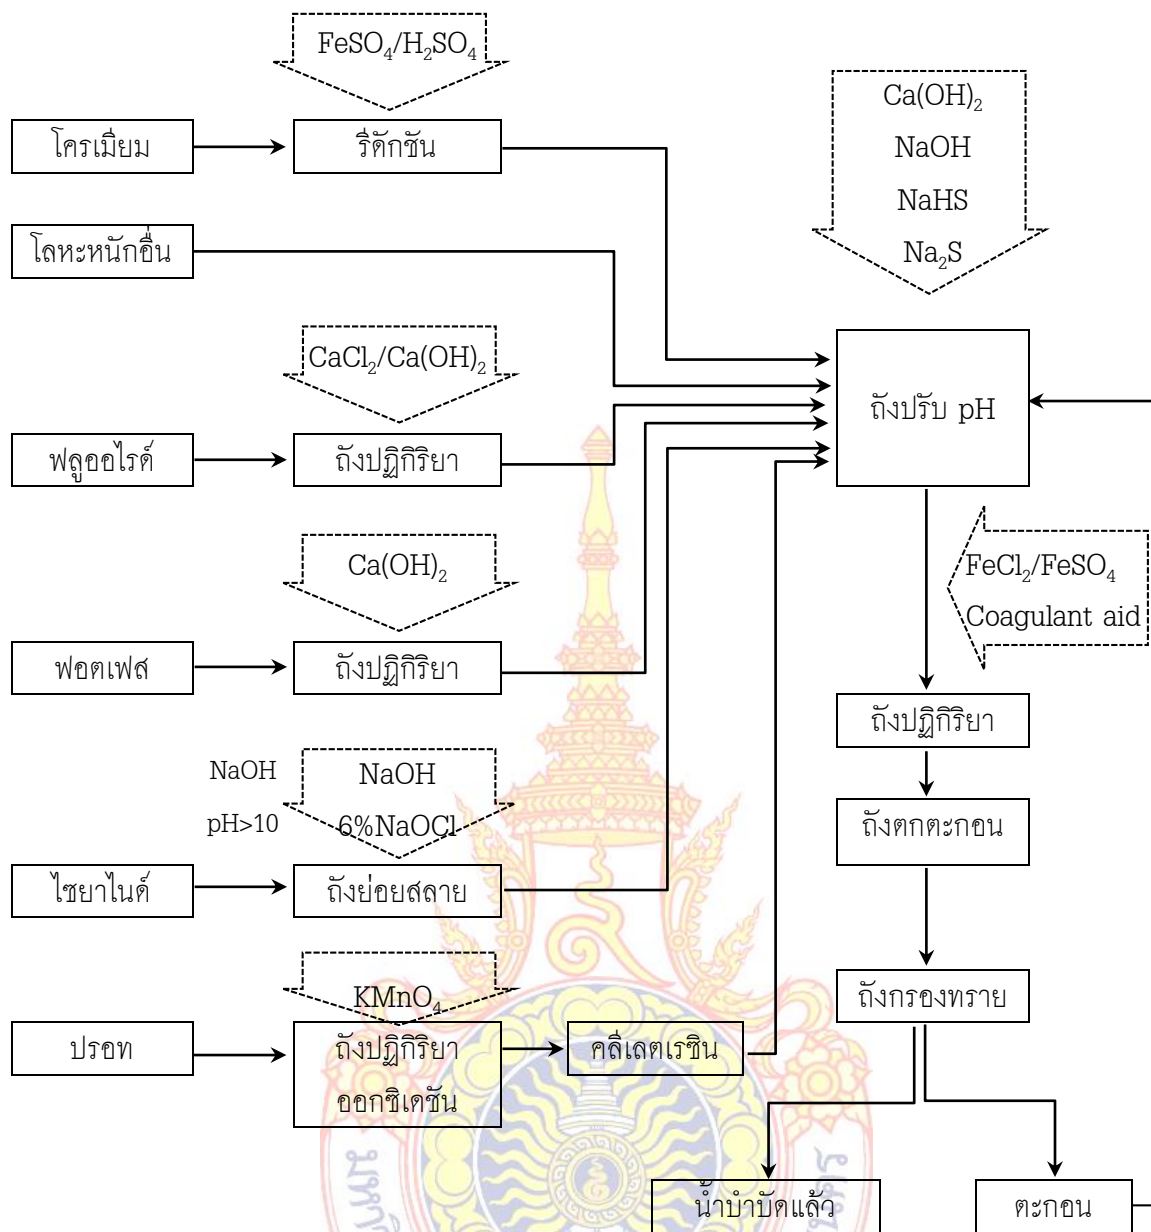 FeSO₄/H₂SO₄
Ca(OH)₂
NaOH
NaHS
Na₂S
โครเมี่ยม
รีดักชัน
โลหะหนักอื่น
CaCl₂/Ca(OH)₂
ถังปรับ pH
ฟลูออไรด์
ถังปฏิกิริยา
FeCl₂/FeSO₄
Coagulant aid
Ca(OH)₂
ฟอตเฟส
ถังปฏิกิริยา
ถังปฏิกิริยา
NaOH
pH>10
NaOH
6%NaOCl
ถังตกตะกอน
ไซยาไนด์
ถังย่อยสลาย
KMnO₄
ถังกรองทราย
ปรอท
ถังปฏิกิริยา
ออกซิเดชัน
คลีเลตเรซิน
น้ำบำบัดแล้ว
ตะกอน